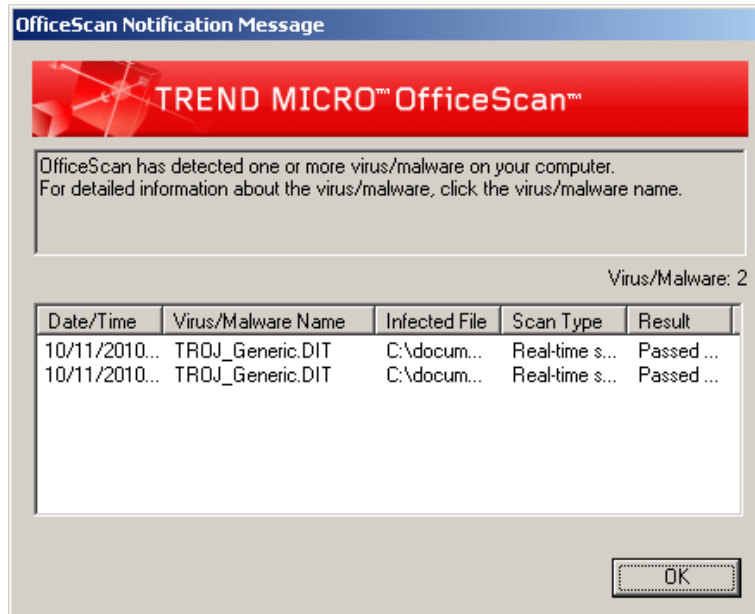 OfficeScan Notification Message
TREND MICRO™ OfficeScan™
OfficeScan has detected one or more virus/malware on your computer.
For detailed information about the virus/malware, click the virus/malware name.
Virus/Malware: 2
Date/Time Virus/Malware Name Infected File Scan Type Result
10/11/2010... TROJ_Generic.DIT C:\docum... Real-time s... Passed ...
10/11/2010... TROJ_Generic.DIT C:\docum... Real-time s... Passed ...
OK